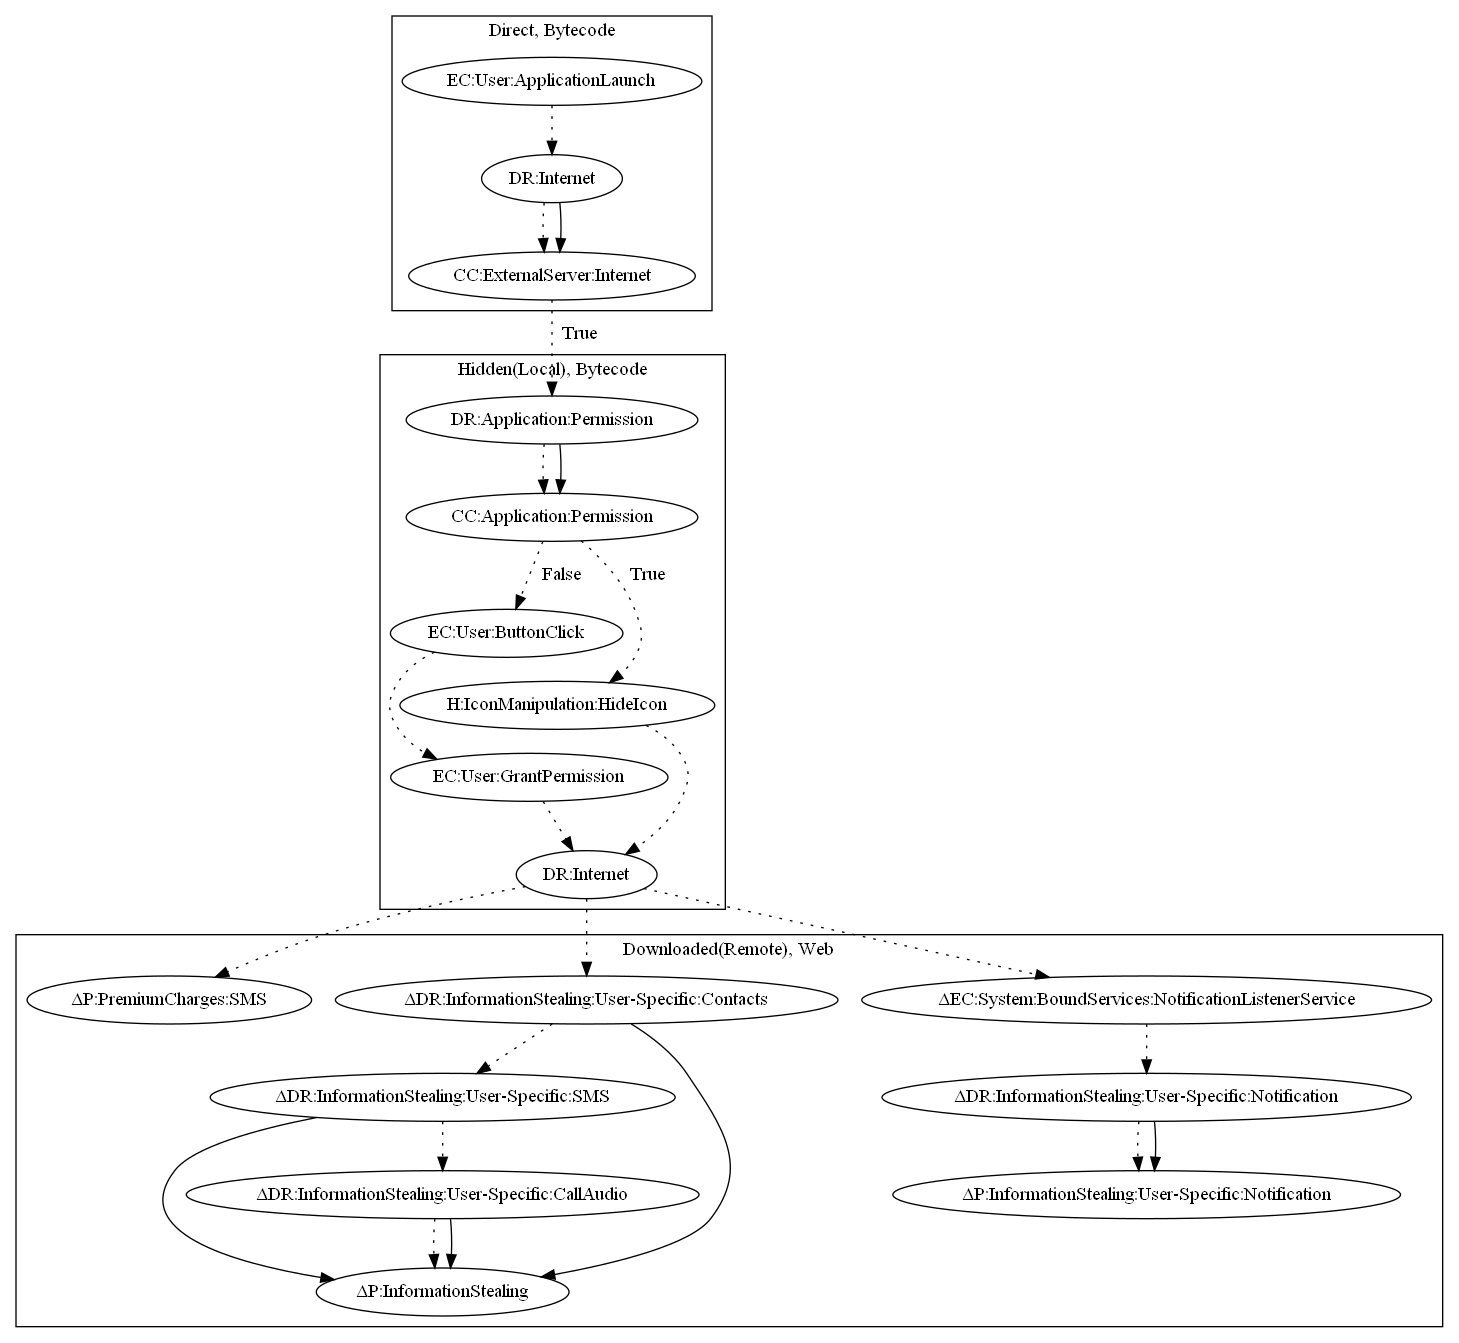 Direct, Bytecode
EC:User:ApplicationLaunch
DR:Internet
CC:ExternalServer:Internet
True
Hidden(Local), Bytecode
DR:Application:Permission
CC:Application:Permission
False
True
EC:User:ButtonClick
H:IconManipulation:HideIcon
EC:User:GrantPermission
DR:Internet
Downloaded(Remote), Web
ΔP:PremiumCharges:SMS
ΔDR:InformationStealing:User-Specific:Contacts
ΔEC:System:BoundServices:NotificationListenerService
ΔDR:InformationStealing:User-Specific:SMS
ΔDR:InformationStealing:User-Specific:Notification
ΔDR:InformationStealing:User-Specific:CallAudio
ΔP:InformationStealing:User-Specific:Notification
ΔP:InformationStealing